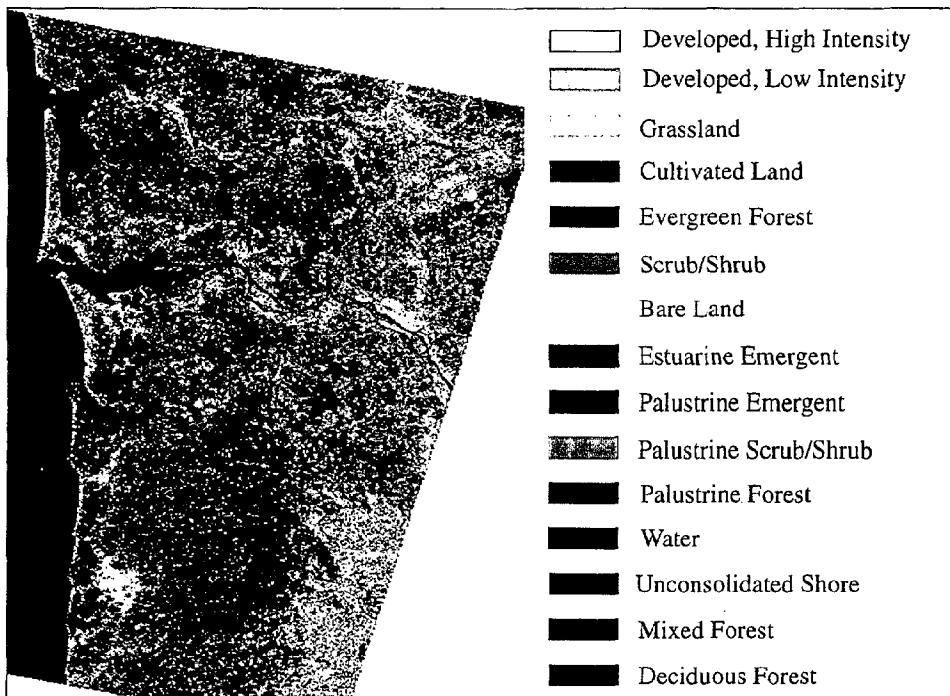 Developed, High Intensity
Developed, Low Intensity
Grassland
Cultivated Land
Evergreen Forest
Scrub/Shrub
Bare Land
Estuarine Emergent
Palustrine Emergent
Palustrine Scrub/Shrub
Palustrine Forest
Water
Unconsolidated Shore
Mixed Forest
Deciduous Forest